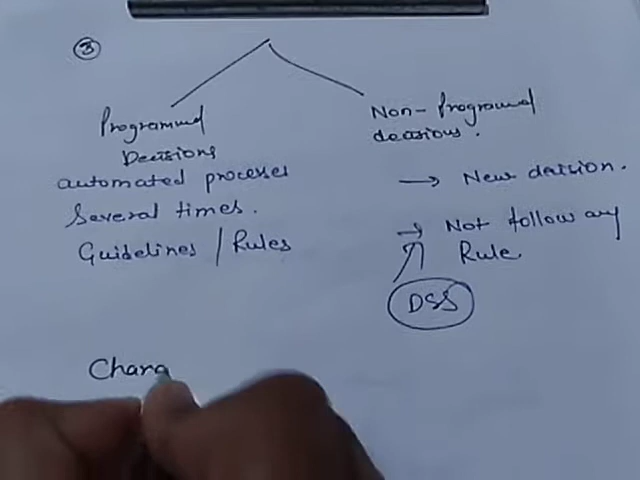 3
Programmed
Decisions
automated processes
Several times.
Guidelines / Rules
Non-Programmed
decisions.
→ New decision.
→ Not follow any
Rule
DSS
Chara